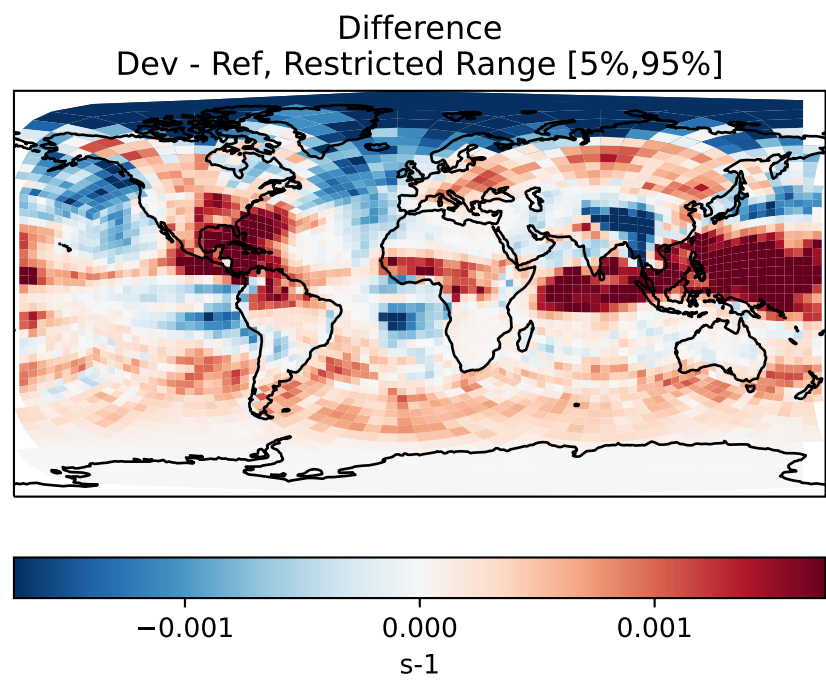 Difference
Dev - Ref, Restricted Range [5%,95%]
−0.001 0.000 0.001
s-1